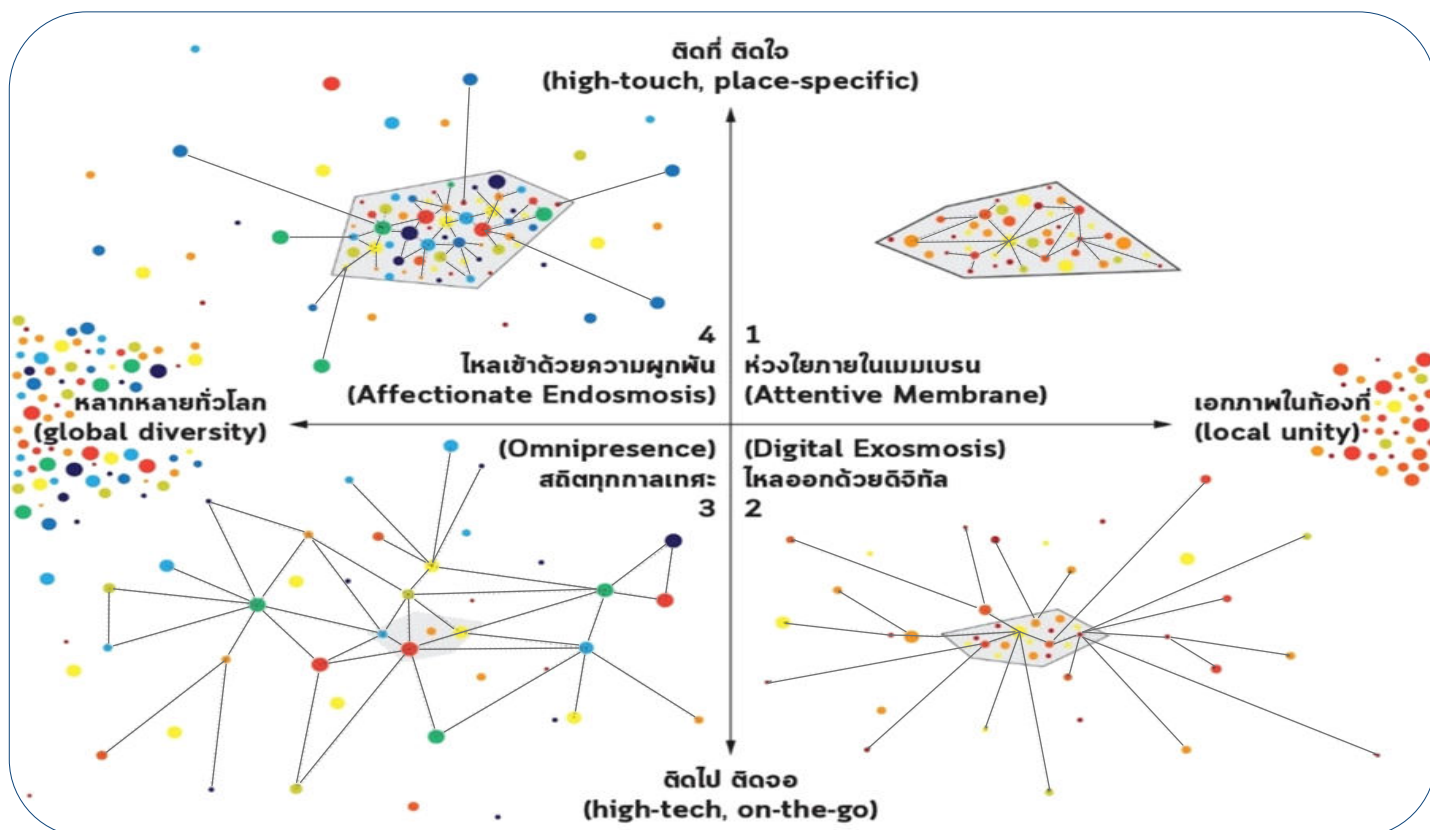 ติดที่ ติดใจ
(high-touch, place-specific)
4
1
ไหลเข้าด้วยความผูกพัน
(Affectionate Endosmosis)
ห่วงใยภายในเมมเบรน
(Attentive Membrane)
หลากหลายทั่วโลก
(global diversity)
เอกภาพในท้องที่
(local unity)
(Omnipresence)
สถิตทุกกาลเทศะ
3
(Digital Exosmosis)
ไหลออกด้วยดิจิทัล
2
ติดไป ติดจอ
(high-tech, on-the-go)